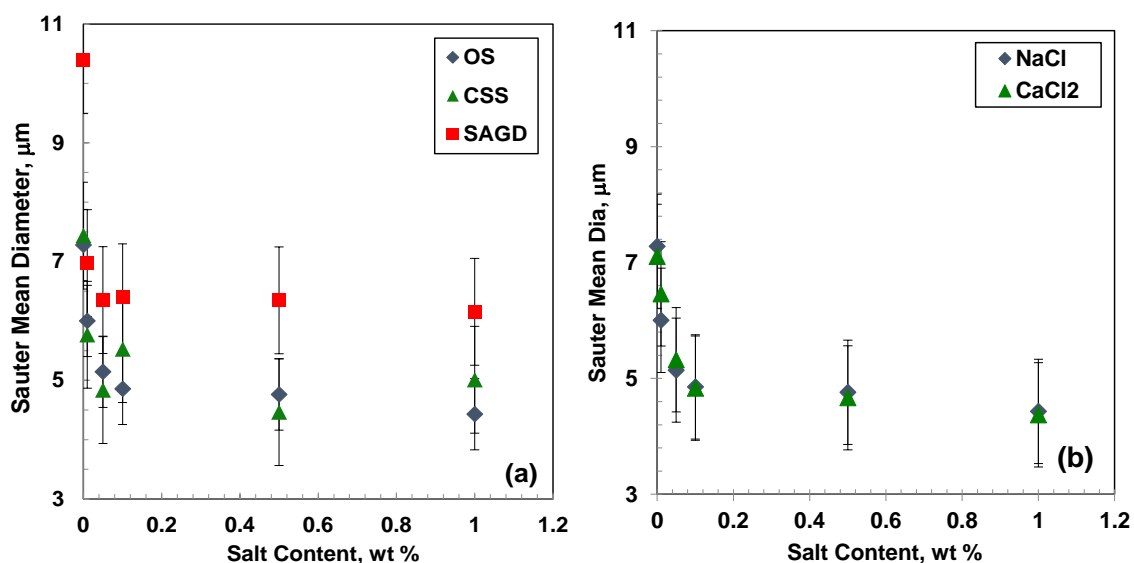 11
9
7
5
3
Sauter Mean Diameter, μm
OS
CSS
SAGD
(a)
0 0.2 0.4 0.6 0.8 1 1.2
Salt Content, wt %
11
9
7
5
3
Sauter Mean Dia, μm
NaCl
CaCl2
(b)
0 0.2 0.4 0.6 0.8 1 1.2
Salt Content, wt %